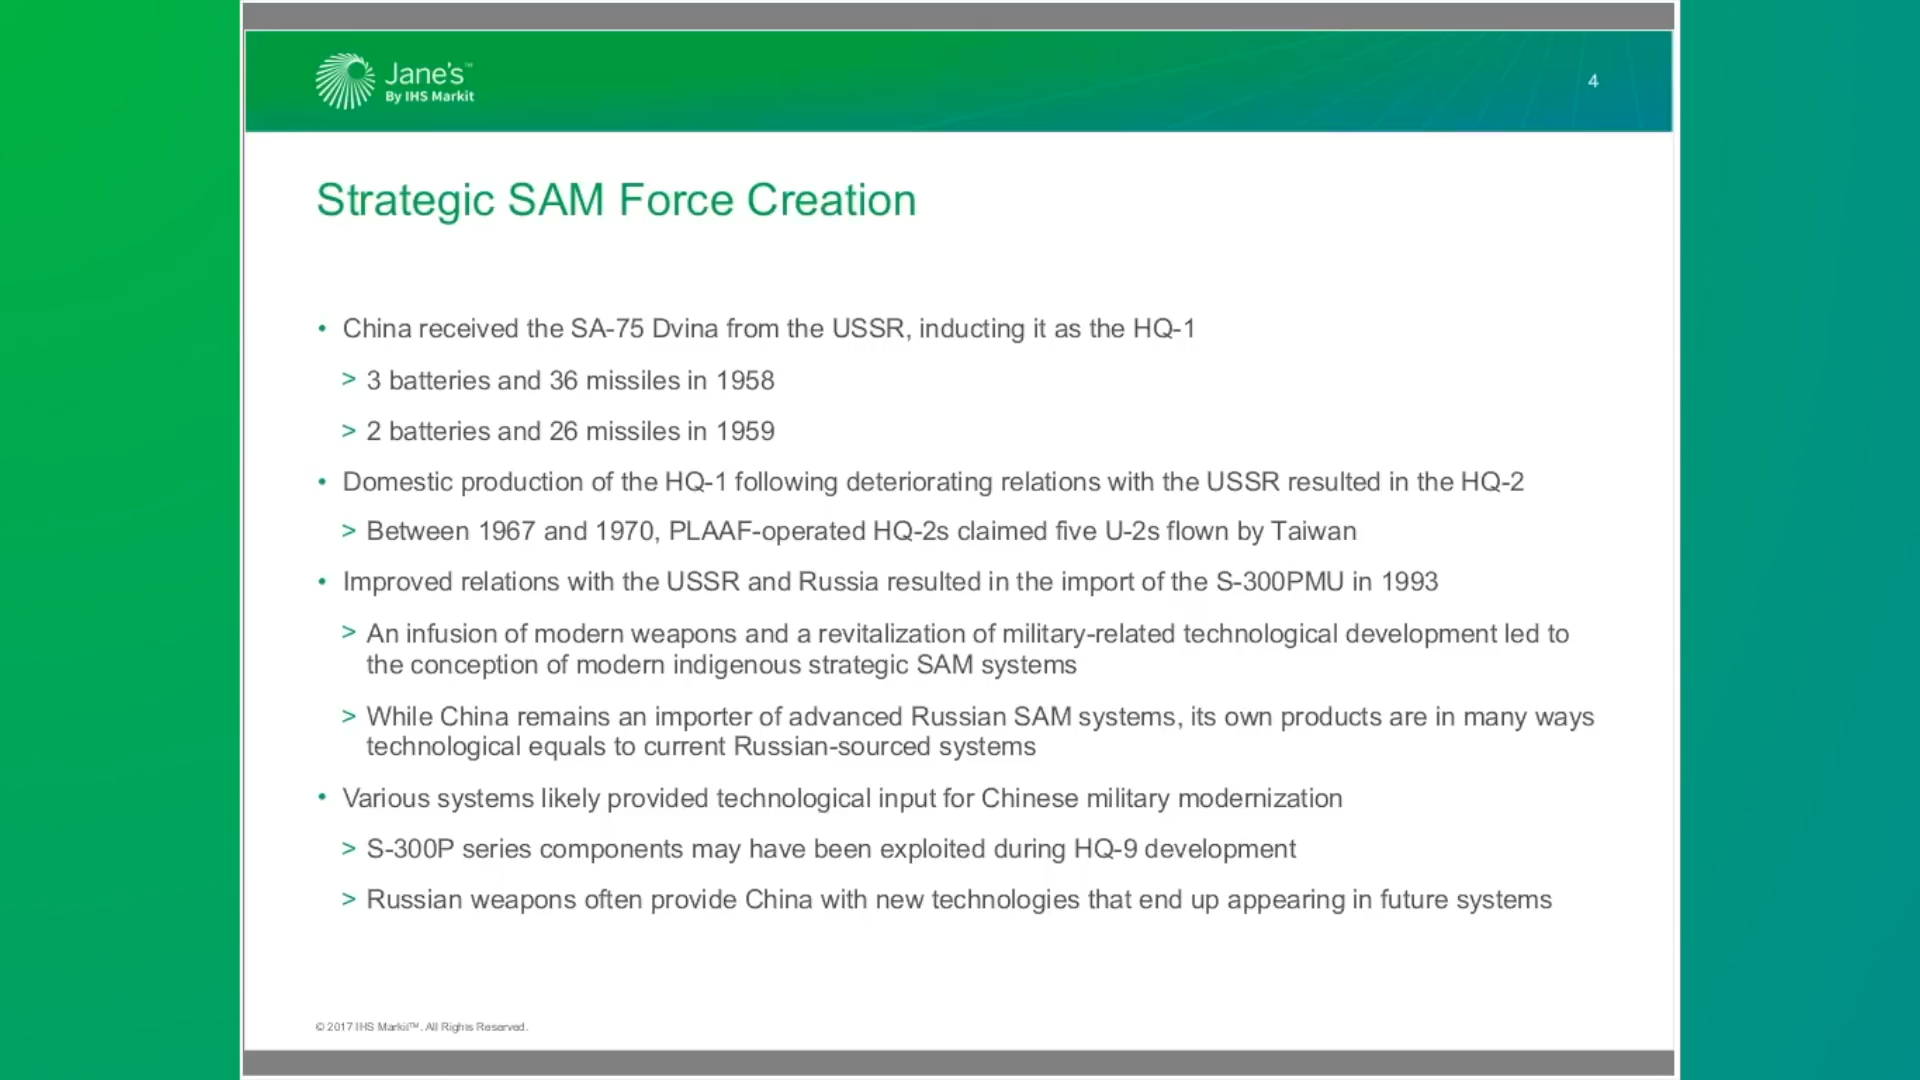 Jane's™
By IHS Markit
4
Strategic SAM Force Creation
• China received the SA-75 Dvina from the USSR, inducting it as the HQ-1
> 3 batteries and 36 missiles in 1958
> 2 batteries and 26 missiles in 1959
• Domestic production of the HQ-1 following deteriorating relations with the USSR resulted in the HQ-2
> Between 1967 and 1970, PLAAF-operated HQ-2s claimed five U-2s flown by Taiwan
• Improved relations with the USSR and Russia resulted in the import of the S-300PMU in 1993
> An infusion of modern weapons and a revitalization of military-related technological development led to
the conception of modern indigenous strategic SAM systems
> While China remains an importer of advanced Russian SAM systems, its own products are in many ways
technological equals to current Russian-sourced systems
• Various systems likely provided technological input for Chinese military modernization
> S-300P series components may have been exploited during HQ-9 development
> Russian weapons often provide China with new technologies that end up appearing in future systems
© 2017 IHS Markit™. All Rights Reserved.